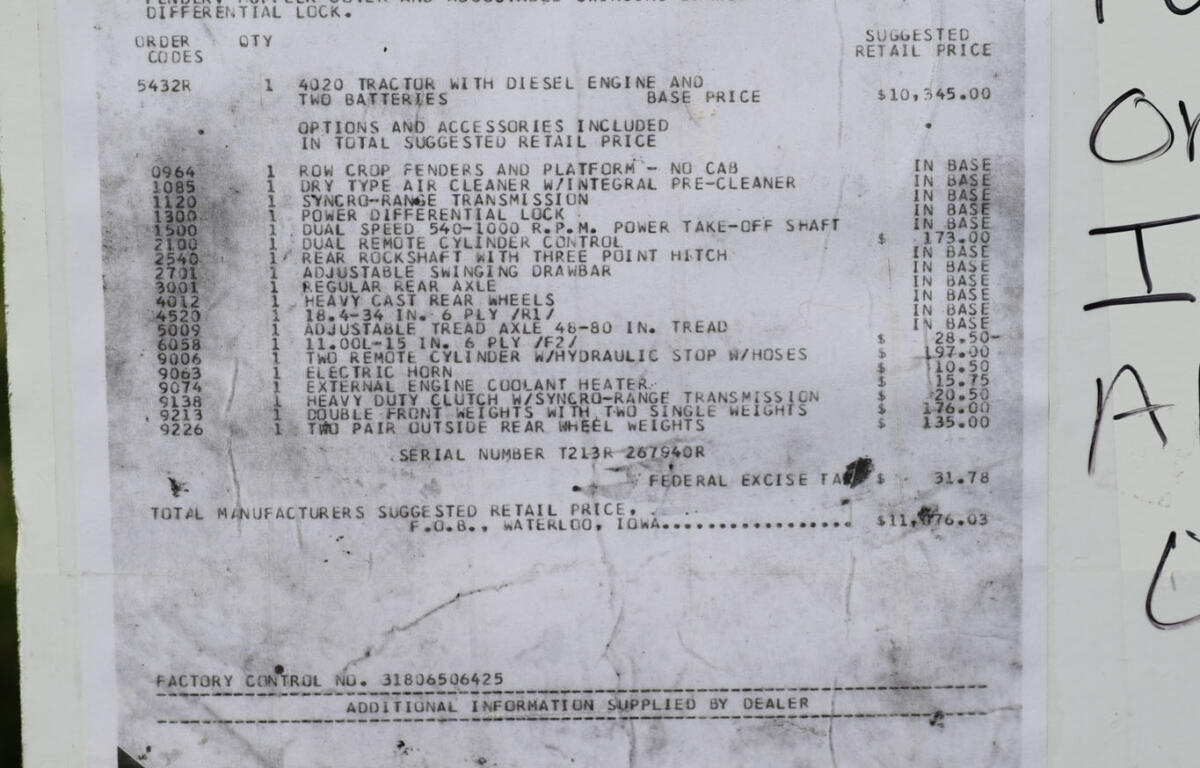 DIFFERENTIAL LOCK.
ORDER CODES QTY SUGGESTED RETAIL PRICE
5432R 1 4020 TRACTOR WITH DIESEL ENGINE AND
TWO BATTERIES BASE PRICE $10,345.00
OPTIONS AND ACCESSORIES INCLUDED
IN TOTAL SUGGESTED RETAIL PRICE
0964 1 ROW CROP FENDERS AND PLATFORM - NO CAB IN BASE
1085 1 DRY TYPE AIR CLEANER W/INTEGRAL PRE-CLEANER IN BASE
1120 1 SYNCRO-RANGE TRANSMISSION IN BASE
1300 1 POWER DIFFERENTIAL LOCK IN BASE
1500 1 DUAL SPEED 540-1000 R.P.M. POWER TAKE-OFF SHAFT IN BASE
2100 1 DUAL REMOTE CYLINDER CONTROL $ 173.00
2540 1 REAR ROCKSHAFT WITH THREE POINT HITCH IN BASE
2701 1 ADJUSTABLE SWINGING DRAWBAR IN BASE
3001 1 REGULAR REAR AXLE IN BASE
4012 1 HEAVY CAST REAR WHEELS IN BASE
4520 1 18.4-34 IN. 6 PLY /R1/ IN BASE
5009 1 ADJUSTABLE TREAD AXLE 48-80 IN. TREAD IN BASE
6058 1 11.00L-15 IN. 6 PLY /F2/ $ 28.50-
9006 1 TWO REMOTE CYLINDER W/HYDRAULIC STOP W/HOSES $ 197.00
9063 1 ELECTRIC HORN $ 10.50
9074 1 EXTERNAL ENGINE COOLANT HEATER $ 15.75
9138 1 HEAVY DUTY CLUTCH W/SYNCRO-RANGE TRANSMISSION $ 20.50
9213 1 DOUBLE FRONT WEIGHTS WITH TWO SINGLE WEIGHTS $ 176.00
9226 1 TWO PAIR OUTSIDE REAR WHEEL WEIGHTS $ 135.00
SERIAL NUMBER T213R 267940R
FEDERAL EXCISE TAX $ 31.78
TOTAL MANUFACTURERS SUGGESTED RETAIL PRICE,
F.O.B., WATERLOO, IOWA................. $11,076.03
FACTORY CONTROL NO. 31806506425
ADDITIONAL INFORMATION SUPPLIED BY DEALER
I
A